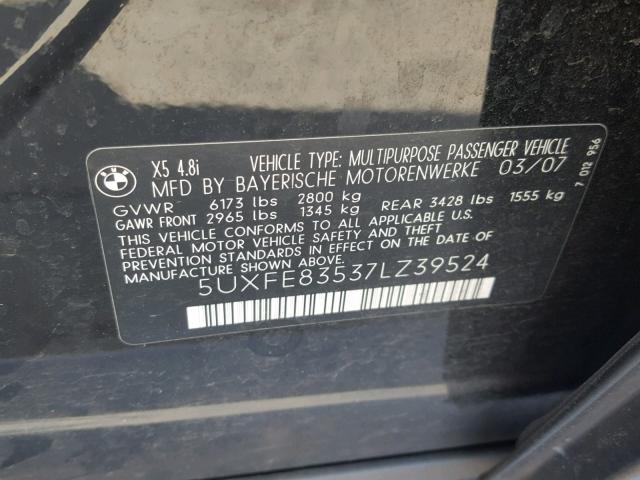 BMW
X5 4.8i VEHICLE TYPE: MULTIPURPOSE PASSENGER VEHICLE
MFD BY BAYERISCHE MOTORENWERKE 03/07
GVWR 6173 lbs 2800 kg
GAWR FRONT 2965 lbs 1345 kg REAR 3428 lbs 1555 kg
THIS VEHICLE CONFORMS TO ALL APPLICABLE U.S.
FEDERAL MOTOR VEHICLE SAFETY AND THEFT
PREVENTION STANDARDS IN EFFECT ON THE DATE OF
MANUFACTURE SHOWN ABOVE.
5UXFE83537LZ39524
7 012 956